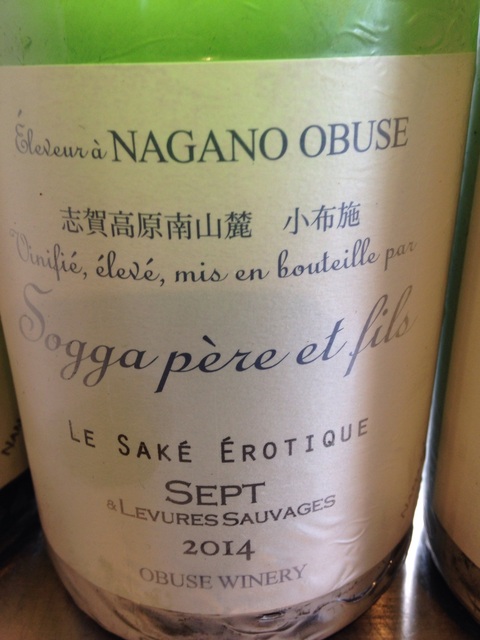 Éleveur à NAGANO OBUSE
志賀高原南山麓　小布施
Vinifié, élevé, mis en bouteille par
Sogga père et fils
LE SAKÉ ÉROTIQUE
SEPT
& LEVURES SAUVAGES
2014
OBUSE WINERY